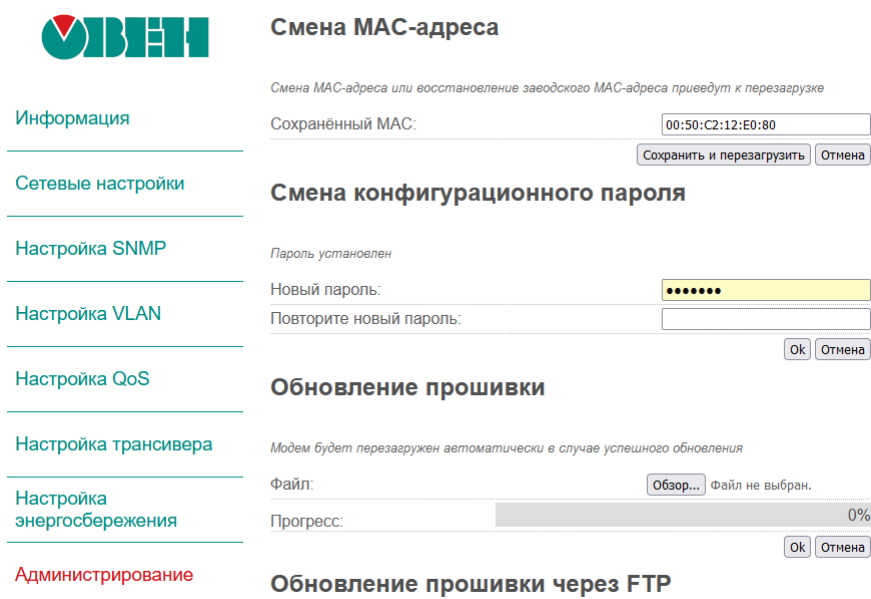 ОВЕН
Информация
Сетевые настройки
Настройка SNMP
Настройка VLAN
Настройка QoS
Настройка трансивера
Настройка
энергосбережения
Администрирование
Смена MAC-адреса
Смена MAC-адреса или восстановление заводского MAC-адреса приведут к перезагрузке
Сохранённый MAC: 00:50:C2:12:E0:80
Сохранить и перезагрузить Отмена
Смена конфигурационного пароля
Пароль установлен
Новый пароль: •••••••
Повторите новый пароль:
Ok Отмена
Обновление прошивки
Модем будет перезагружен автоматически в случае успешного обновления
Файл: Обзор... Файл не выбран.
Прогресс: 0%
Ok Отмена
Обновление прошивки через FTP